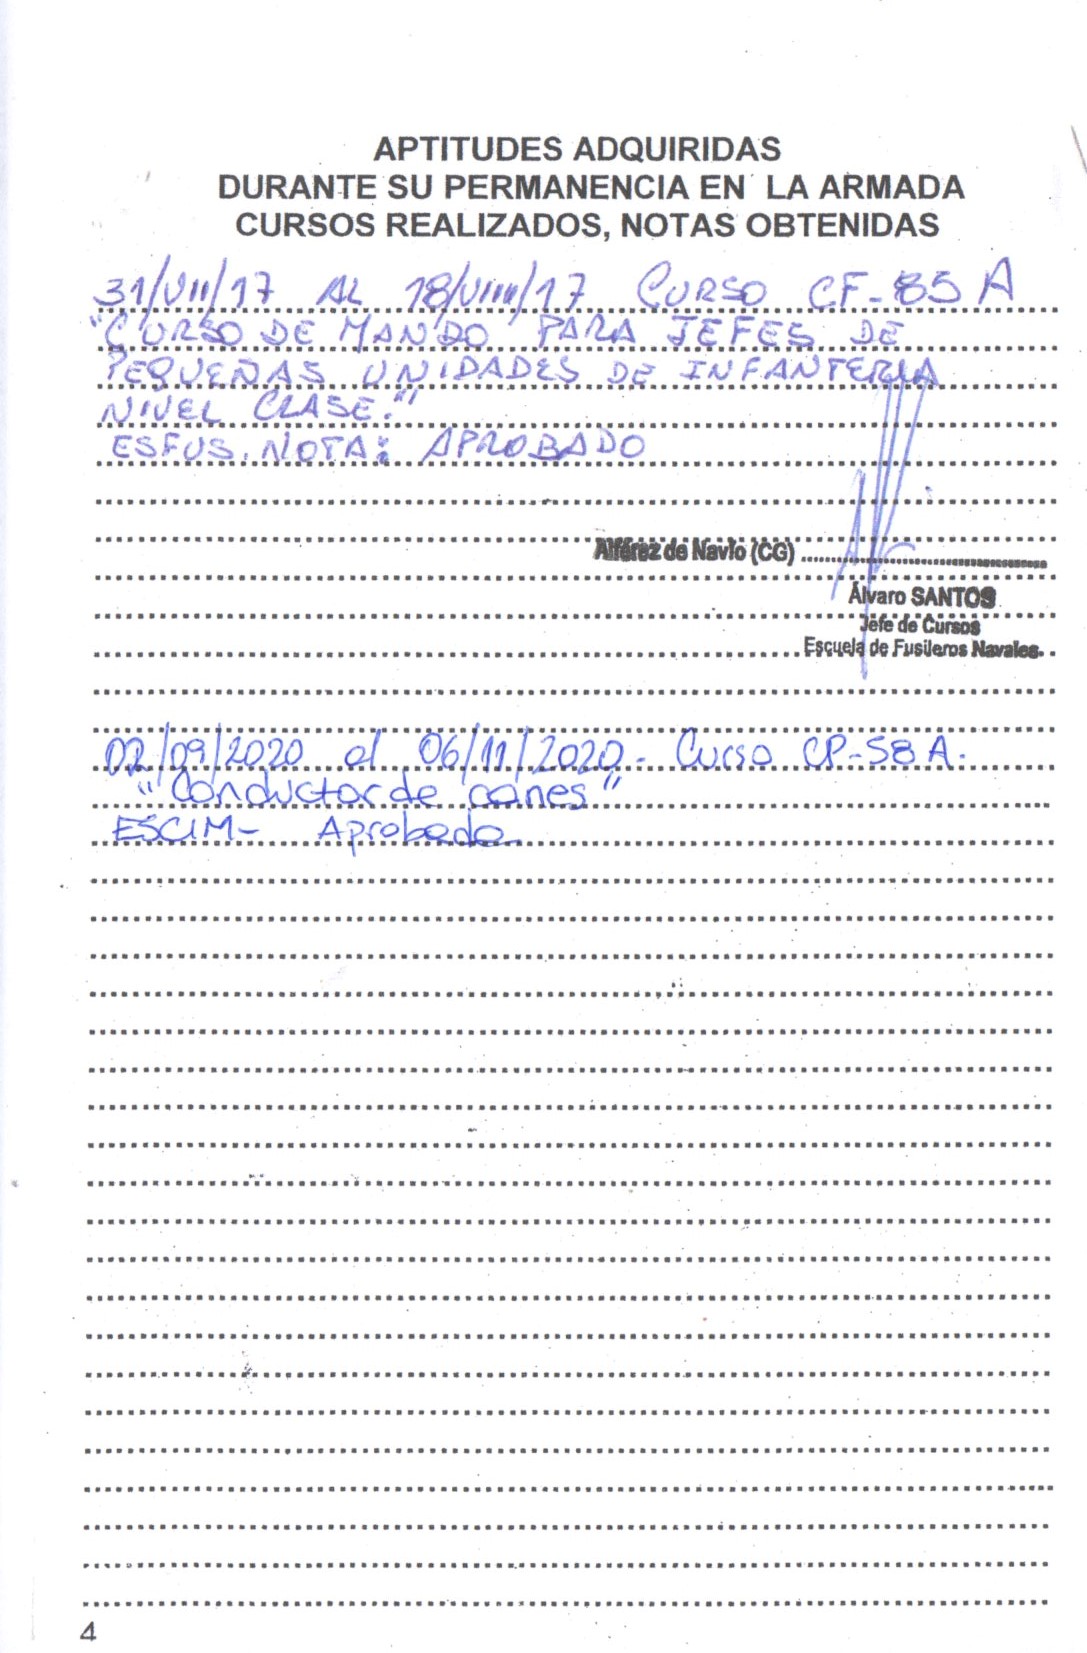 APTITUDES ADQUIRIDAS
DURANTE SU PERMANENCIA EN LA ARMADA
CURSOS REALIZADOS, NOTAS OBTENIDAS
31/VII/17 AL 18/VIII/17 CURSO CF-85 A
"CURSO DE MANDO PARA JEFES DE
PEQUEÑAS UNIDADES DE INFANTERIA
NIVEL CLASE."
ESFUS. NOTA: APROBADO
Alférez de Navío (CG)
Álvaro SANTOS
Jefe de Cursos
Escuela de Fusileros Navales
02/09/2020 al 06/11/2020- Curso CP-58 A-
"Conductor de canes"
ESCIM- Aprobado
4